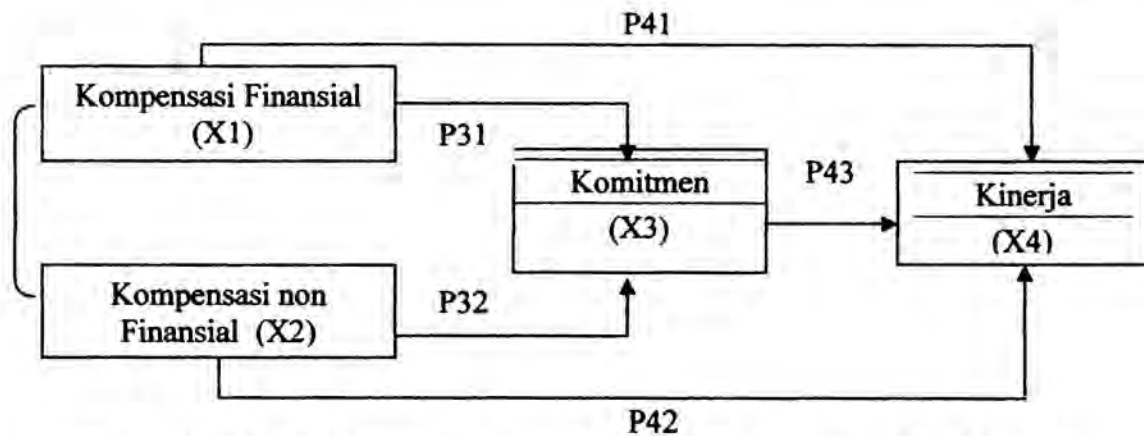 P41
Kompensasi Finansial
(X1)
P31
Komitmen
(X3)
P43
Kinerja
(X4)
Kompensasi non
Finansial (X2)
P32
P42